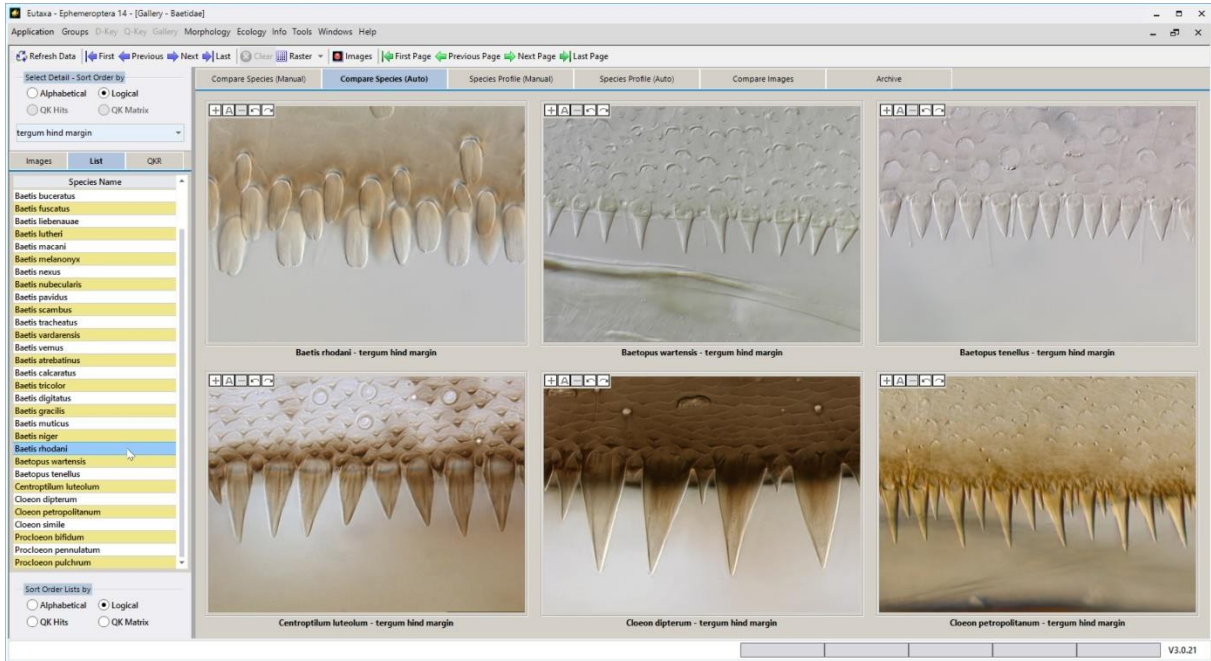 Eutaxa - Ephemeroptera 14 - [Gallery - Baetidae]
Application Groups D-Key Q-Key Gallery Morphology Ecology Info Tools Windows Help
Refresh Data First Previous Next Last Clear Raster Images First Page Previous Page Next Page Last Page
Select Detail - Sort Order by
Alphabetical Logical
QK Hits QK Matrix
tergum hind margin
Images List QKR
Species Name
Baetis buceratus
Baetis fuscatus
Baetis liebenauae
Baetis lutheri
Baetis macani
Baetis melanonyx
Baetis nexus
Baetis nubecularis
Baetis pavidus
Baetis scambus
Baetis tracheatus
Baetis vardarensis
Baetis vernus
Baetis atrebatinus
Baetis calcaratus
Baetis tricolor
Baetis digitatus
Baetis gracilis
Baetis muticus
Baetis niger
Baetis rhodani
Baetopus wartensis
Baetopus tenellus
Centroptilum luteolum
Cloeon dipterum
Cloeon petropolitanum
Cloeon simile
Procloeon bifidum
Procloeon pennulatum
Procloeon pulchrum
Sort Order Lists by
Alphabetical Logical
QK Hits QK Matrix
Compare Species (Manual) Compare Species (Auto) Species Profile (Manual) Species Profile (Auto) Compare Images Archive
Baetis rhodani - tergum hind margin
Baetopus wartensis - tergum hind margin
Baetopus tenellus - tergum hind margin
Centroptilum luteolum - tergum hind margin
Cloeon dipterum - tergum hind margin
Cloeon petropolitanum - tergum hind margin
V3.0.21